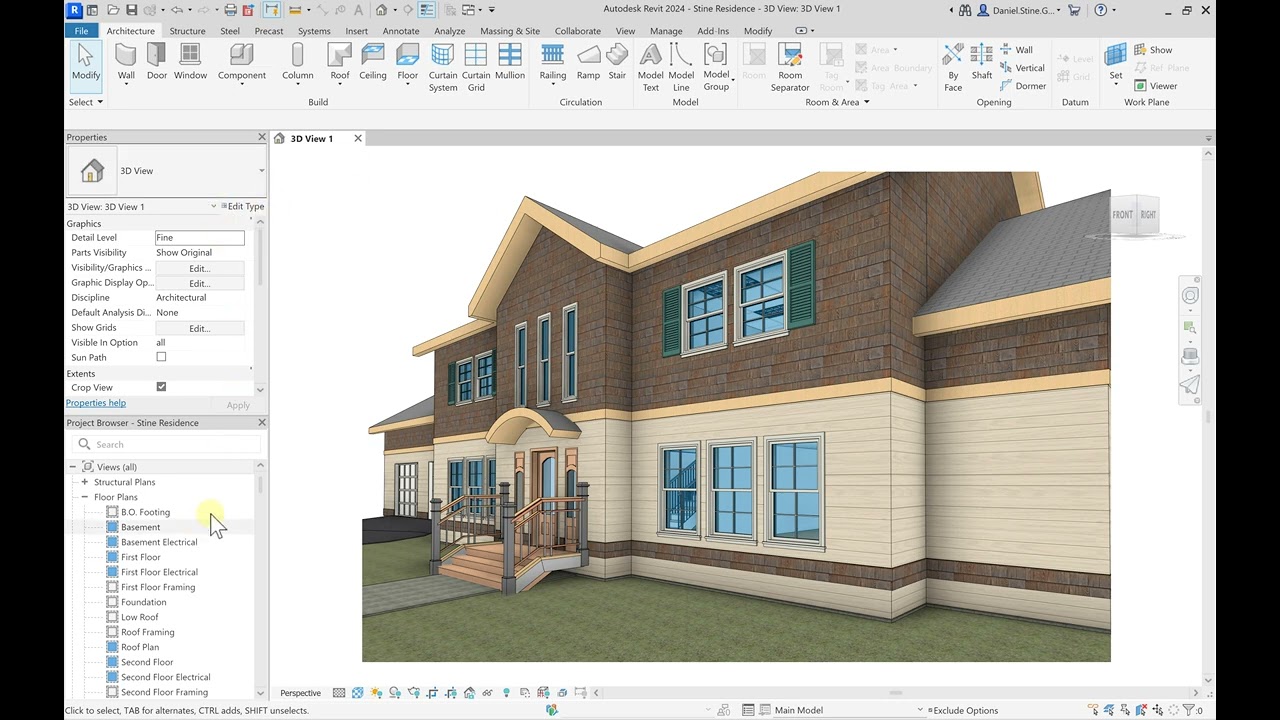 Autodesk Revit 2024 - Stine Residence - 3D View: 3D View 1
Daniel.Stine.G...
File Architecture Structure Steel Precast Systems Insert Annotate Analyze Massing & Site Collaborate View Manage Add-Ins Modify
Modify Wall Door Window Component Column Roof Ceiling Floor Curtain System Curtain Grid Mullion Railing Ramp Stair Model Text Model Line Model Group Room Room Separator Tag Room
Area
Area Boundary
Tag Area
By Face Shaft
Wall
Vertical
Dormer
Level
Grid
Set
Show
Ref Plane
Viewer
Select Build Circulation Model Room & Area Opening Datum Work Plane
Properties
3D View 1
3D View
3D View: 3D View 1 Edit Type
Graphics
Detail Level Fine
Parts Visibility Show Original
Visibility/Graphics ... Edit...
Graphic Display Op... Edit...
Discipline Architectural
Default Analysis Di... None
Show Grids Edit...
Visible In Option all
Sun Path
Extents
Crop View
Properties help Apply
FRONT RIGHT
Project Browser - Stine Residence
Search
Views (all)
Structural Plans
Floor Plans
B.O. Footing
Basement
Basement Electrical
First Floor
First Floor Electrical
First Floor Framing
Foundation
Low Roof
Roof Framing
Roof Plan
Second Floor
Second Floor Electrical
Second Floor Framing
Perspective
Click to select, TAB for alternates, CTRL adds, SHIFT unselects.
Main Model
Exclude Options
:0